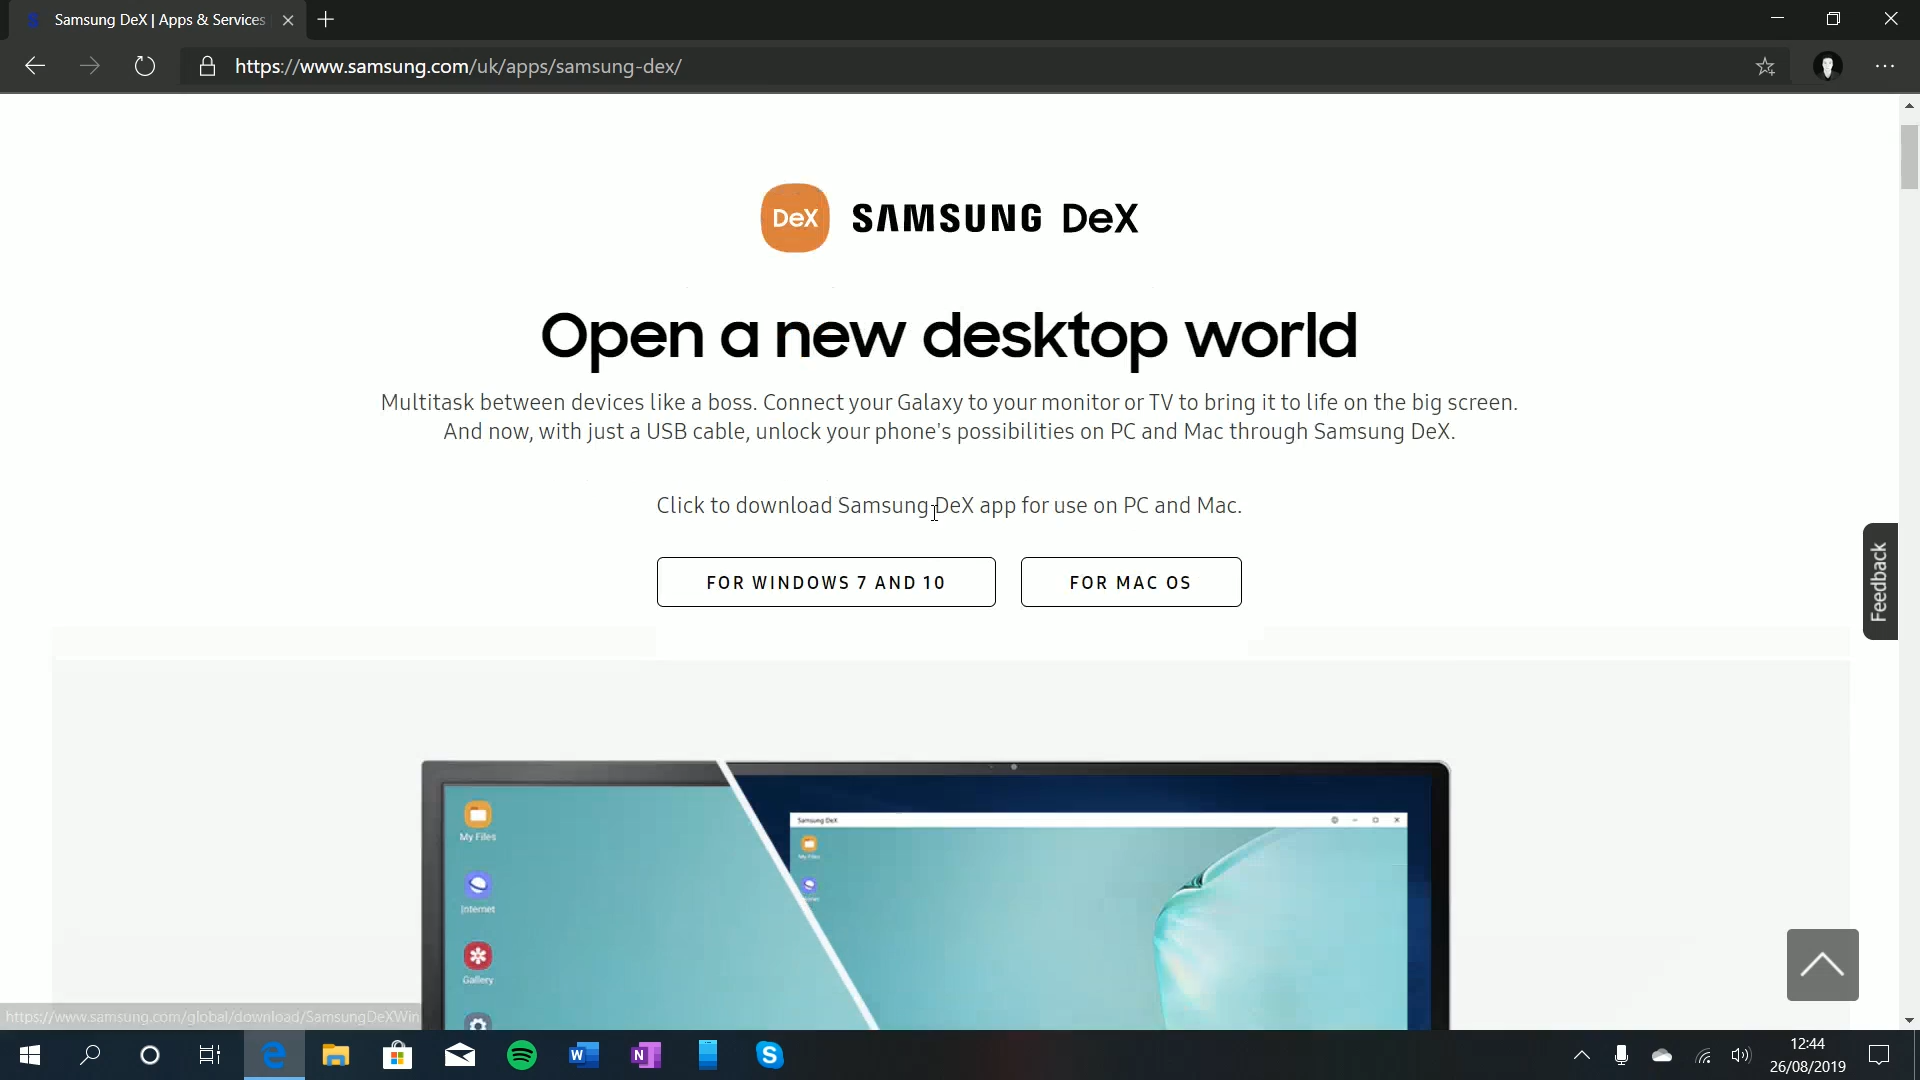 Samsung DeX | Apps & Services
https://www.samsung.com/uk/apps/samsung-dex/
DeX SAMSUNG DeX
Open a new desktop world
Multitask between devices like a boss. Connect your Galaxy to your monitor or TV to bring it to life on the big screen.
And now, with just a USB cable, unlock your phone's possibilities on PC and Mac through Samsung DeX.
Click to download Samsung DeX app for use on PC and Mac.
FOR WINDOWS 7 AND 10
FOR MAC OS
Feedback
My Files
Internet
Gallery
Samsung DeX
My Files
https://www.samsung.com/global/download/SamsungDeXWin
W
N
S
12:44
26/08/2019